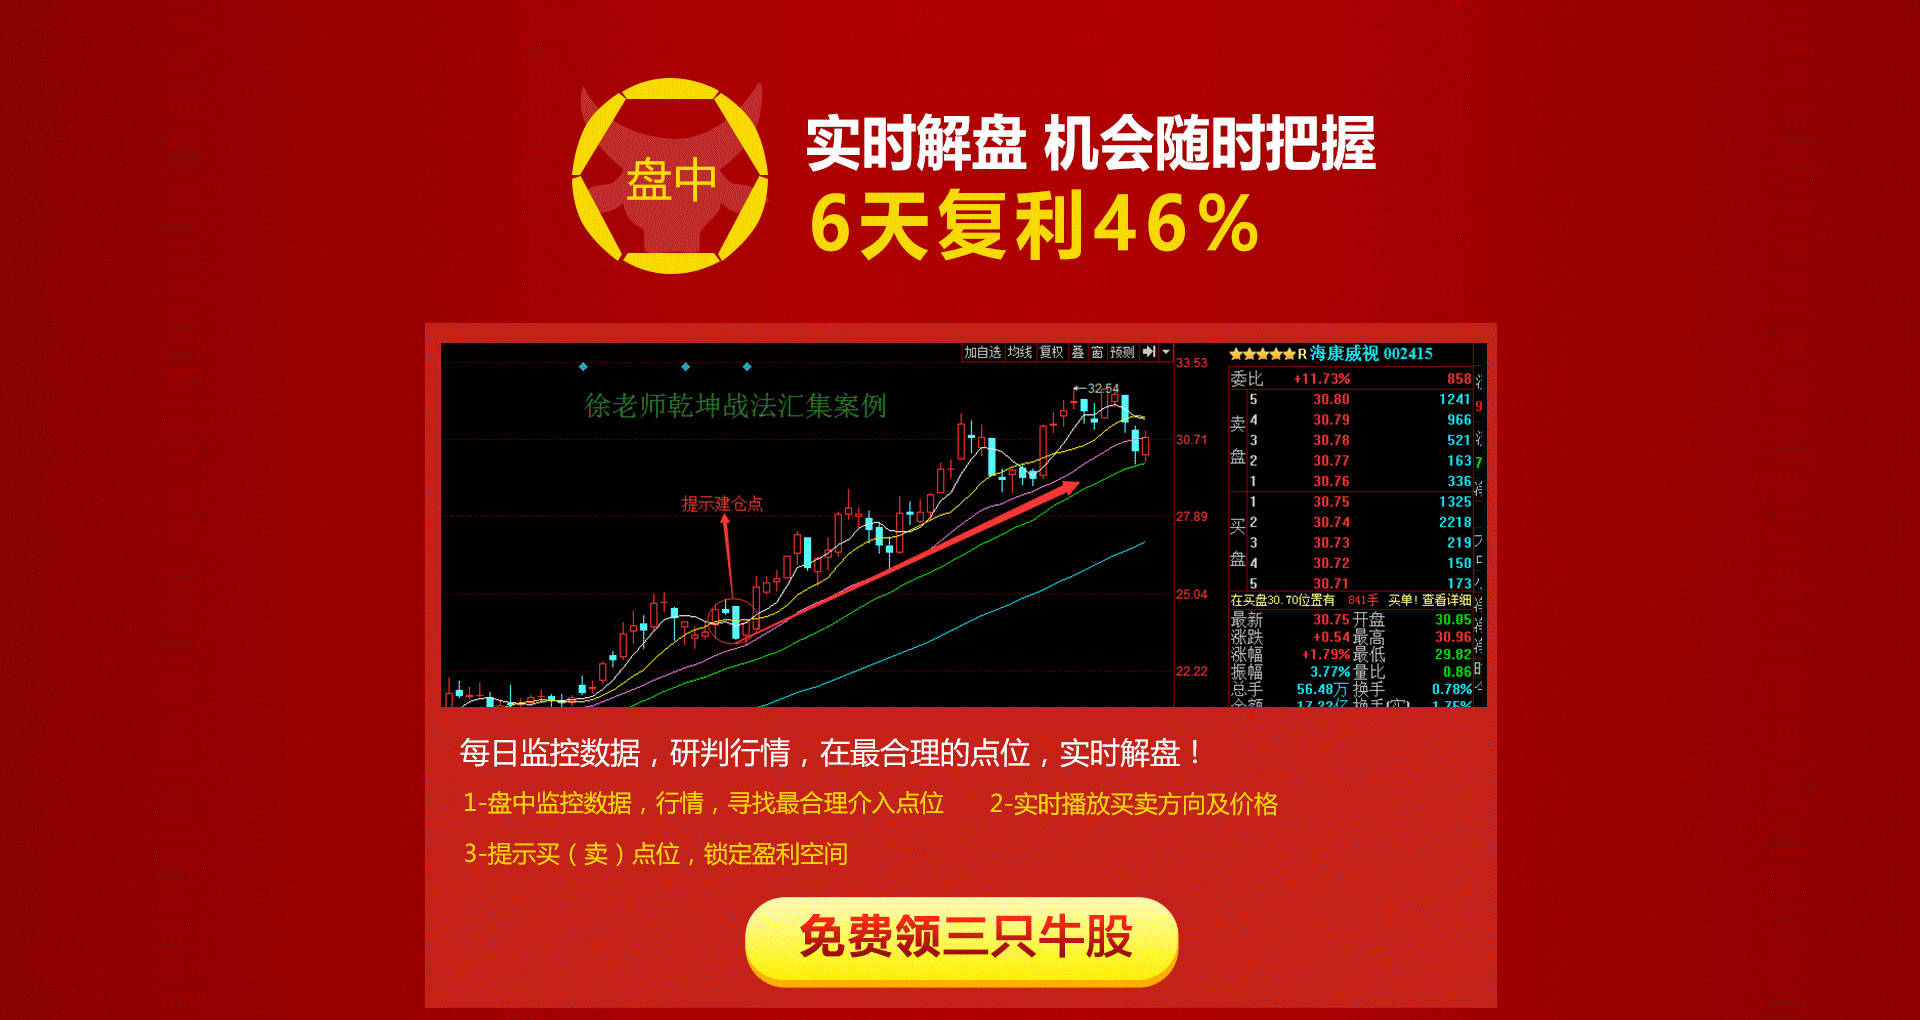 盘中
实时解盘 机会随时把握
6天复利46%
加自选 均线 复权 叠 窗 预测
33.53
30.71
27.89
25.04
22.22
徐老师乾坤战法汇集案例
←32.54
提示建仓点
R 海康威视 002415
委比 +11.73% 858
卖盘
5 30.80 1241
4 30.79 966
3 30.78 521
2 30.77 163
1 30.76 336
买盘
1 30.75 1325
2 30.74 2218
3 30.73 219
4 30.72 150
5 30.71 173
在买盘30.70位置有 841手 买单! 查看详细
最新 30.75 开盘 30.05
涨跌 +0.54 最高 30.96
涨幅 +1.79% 最低 29.82
振幅 3.77% 量比 0.86
总手 56.48万 换手 0.78%
金额 17.22亿 换手(实) 1.75%
每日监控数据，研判行情，在最合理的点位，实时解盘！
1-盘中监控数据，行情，寻找最合理介入点位 2-实时播放买卖方向及价格
3-提示买（卖）点位，锁定盈利空间
免费领三只牛股